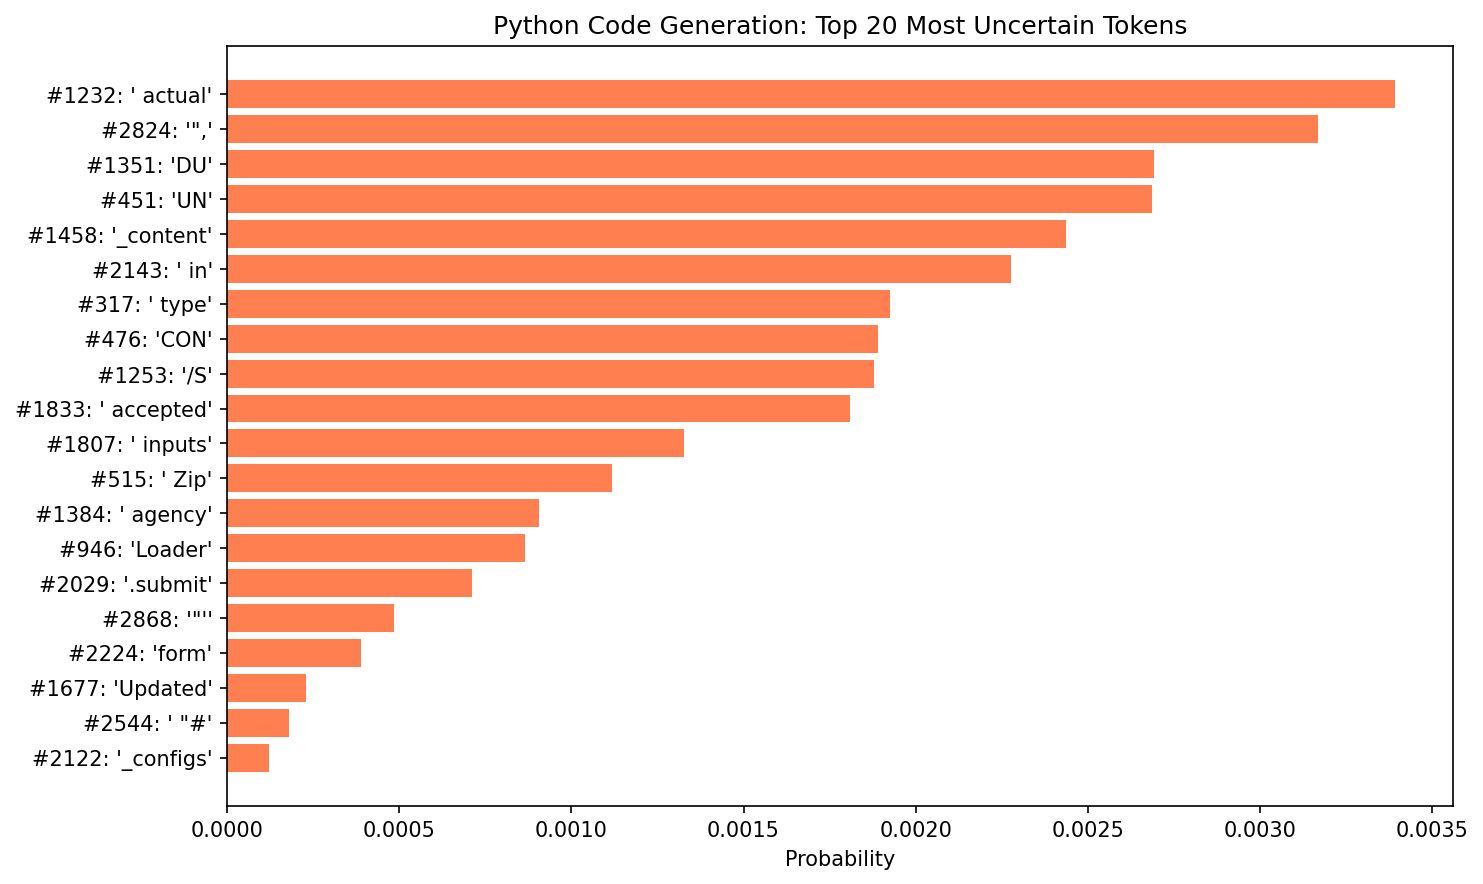 Python Code Generation: Top 20 Most Uncertain Tokens
#1232: ' actual'
#2824: '",'
#1351: 'DU'
#451: 'UN'
#1458: '_content'
#2143: ' in'
#317: ' type'
#476: 'CON'
#1253: '/S'
#1833: ' accepted'
#1807: ' inputs'
#515: ' Zip'
#1384: ' agency'
#946: 'Loader'
#2029: '.submit'
#2868: '"''
#2224: 'form'
#1677: 'Updated'
#2544: ' "#'
#2122: '_configs'
0.0000 0.0005 0.0010 0.0015 0.0020 0.0025 0.0030 0.0035
Probability